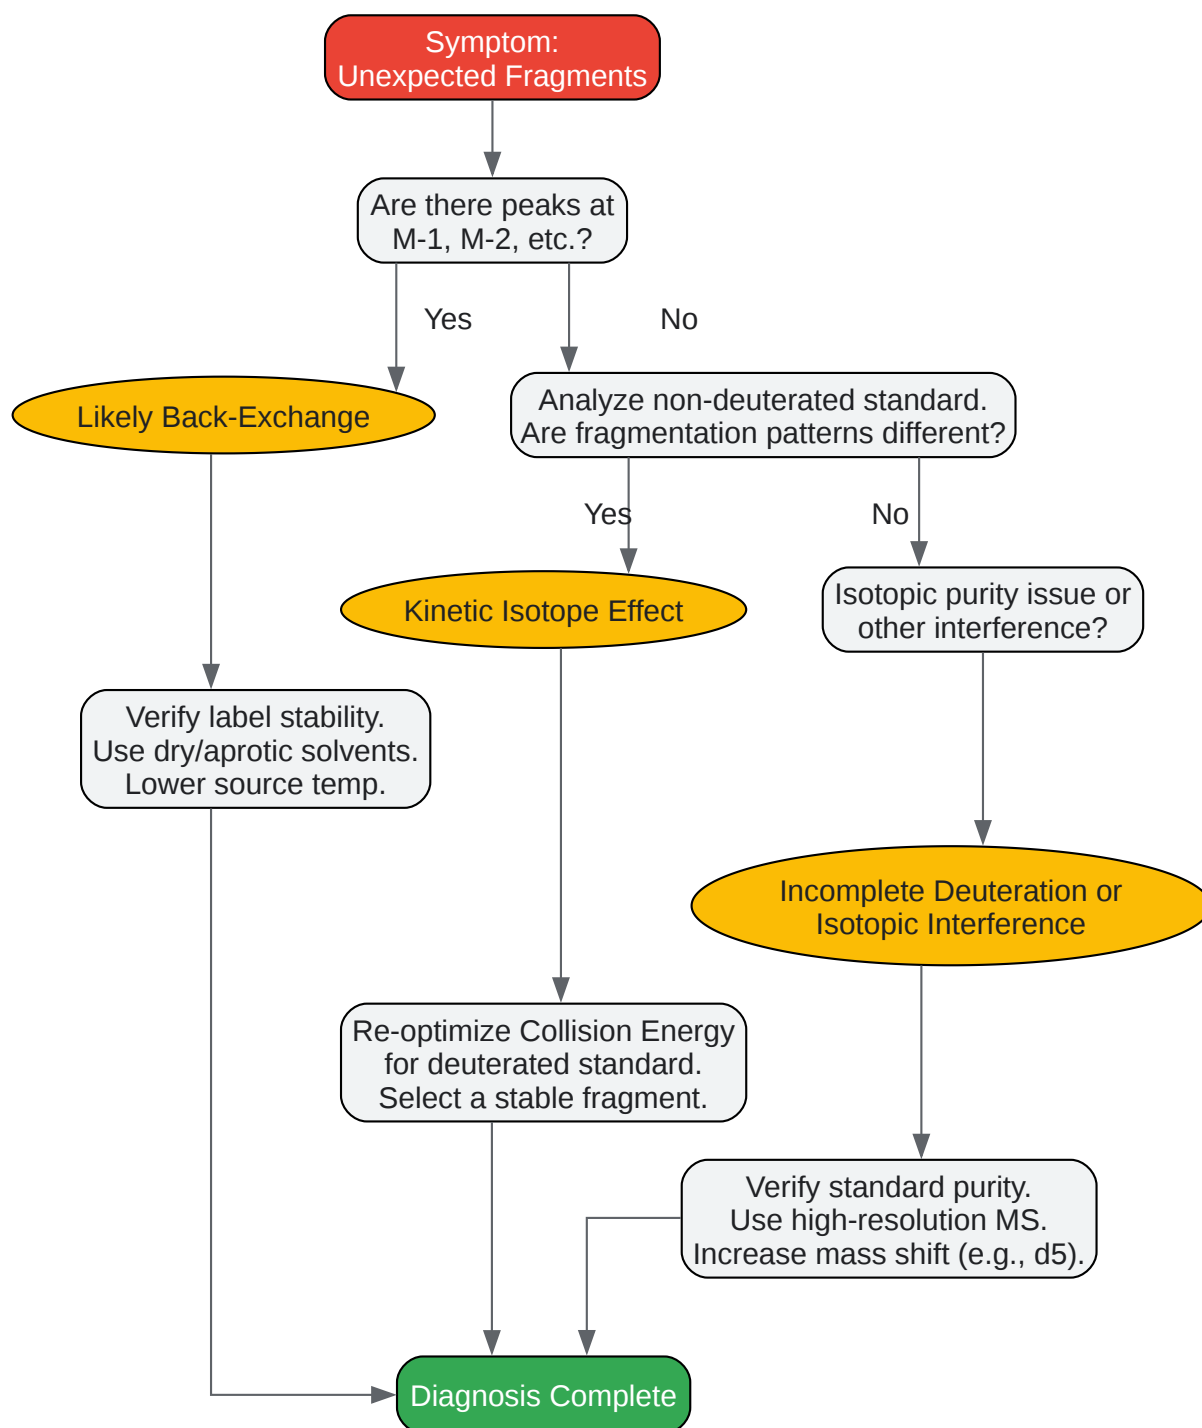 Symptom:
Unexpected Fragments
Are there peaks at
M-1, M-2, etc.?
Yes
No
Likely Back-Exchange
Analyze non-deuterated standard.
Are fragmentation patterns different?
Yes
No
Kinetic Isotope Effect
Isotopic purity issue or
other interference?
Verify label stability.
Use dry/aprotic solvents.
Lower source temp.
Incomplete Deuteration or
Isotopic Interference
Re-optimize Collision Energy
for deuterated standard.
Select a stable fragment.
Verify standard purity.
Use high-resolution MS.
Increase mass shift (e.g., d5).
Diagnosis Complete